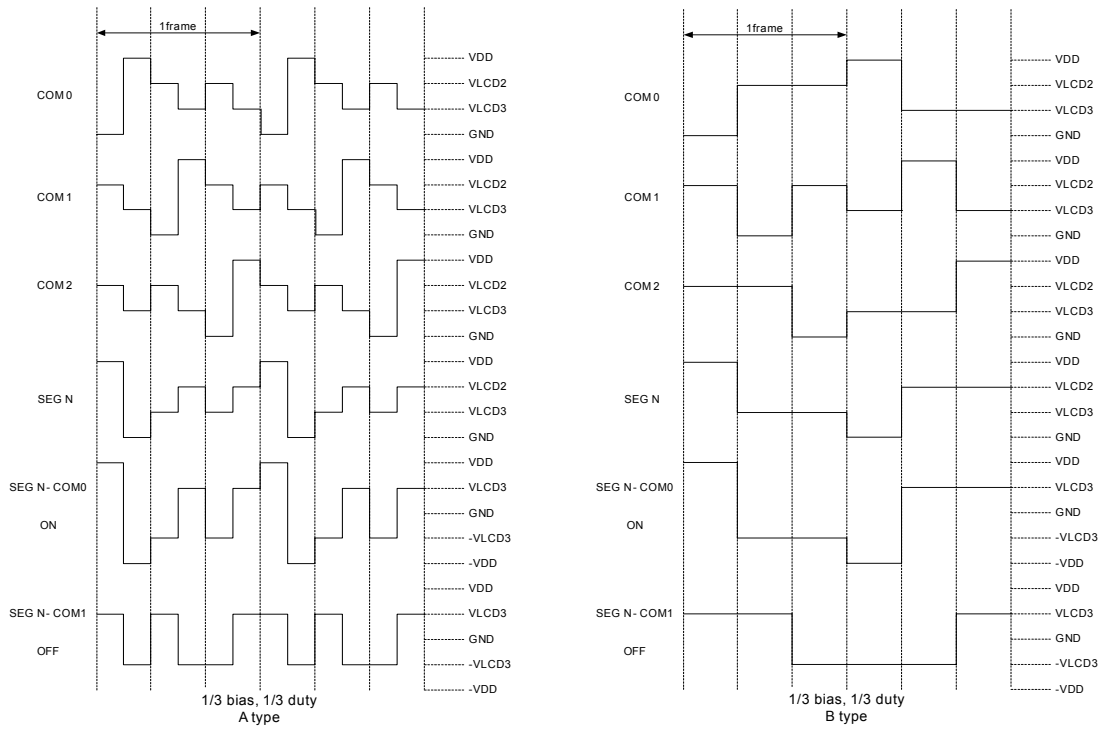 1frame
COM 0
VDD
VLCD2
VLCD3
GND
COM 1
VDD
VLCD2
VLCD3
GND
COM 2
VDD
VLCD2
VLCD3
GND
SEG N
VDD
VLCD2
VLCD3
GND
SEG N - COM0
ON
VDD
VLCD3
GND
-VLCD3
-VDD
SEG N - COM1
OFF
VDD
VLCD3
GND
-VLCD3
-VDD
1/3 bias, 1/3 duty
A type
1frame
COM 0
VDD
VLCD2
VLCD3
GND
COM 1
VDD
VLCD2
VLCD3
GND
COM 2
VDD
VLCD2
VLCD3
GND
SEG N
VDD
VLCD2
VLCD3
GND
SEG N - COM0
ON
VDD
VLCD3
GND
-VLCD3
-VDD
SEG N - COM1
OFF
VDD
VLCD3
GND
-VLCD3
-VDD
1/3 bias, 1/3 duty
B type